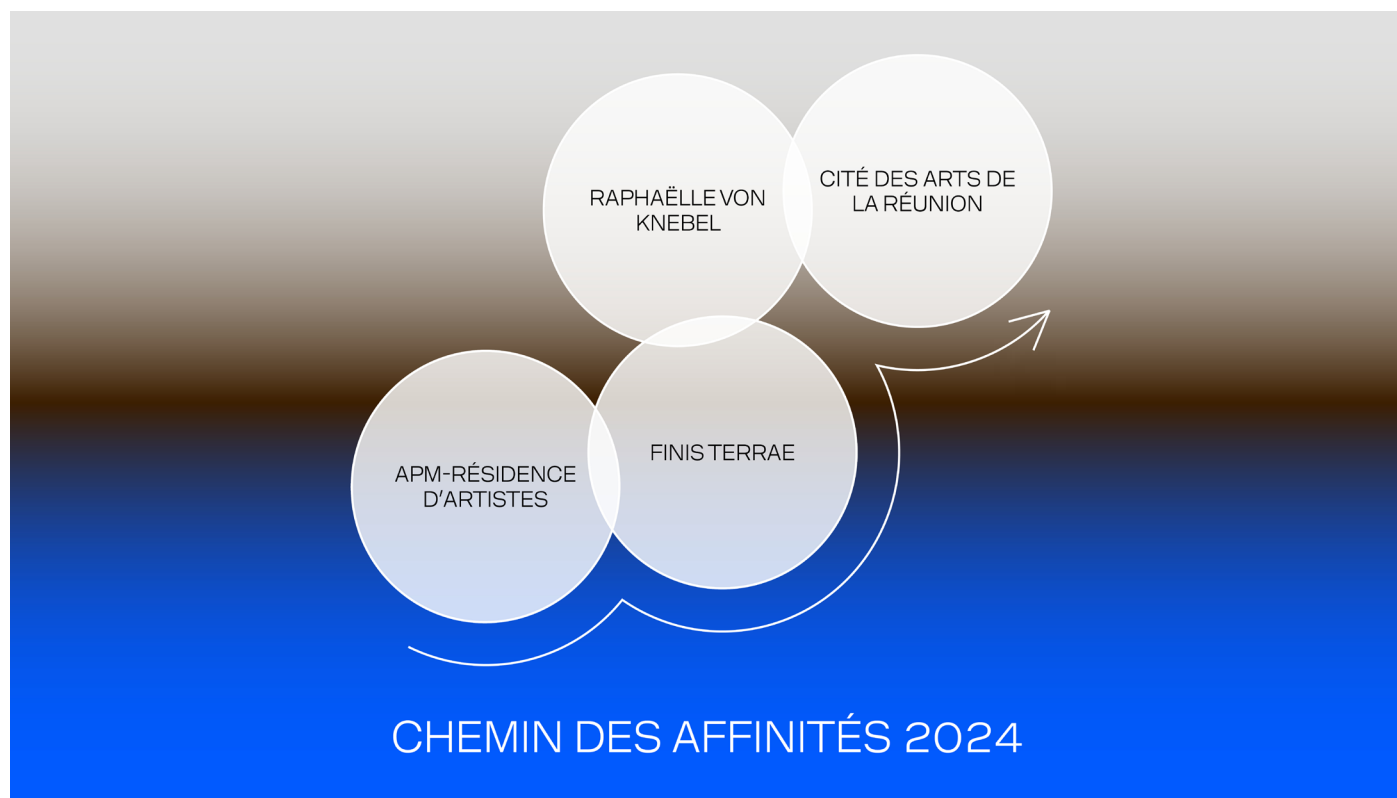 RAPHAËLLE VON
KNEBEL
CITÉ DES ARTS DE
LA RÉUNION
APM-RÉSIDENCE
D'ARTISTES
FINIS TERRAE
CHEMIN DES AFFINITÉS 2024